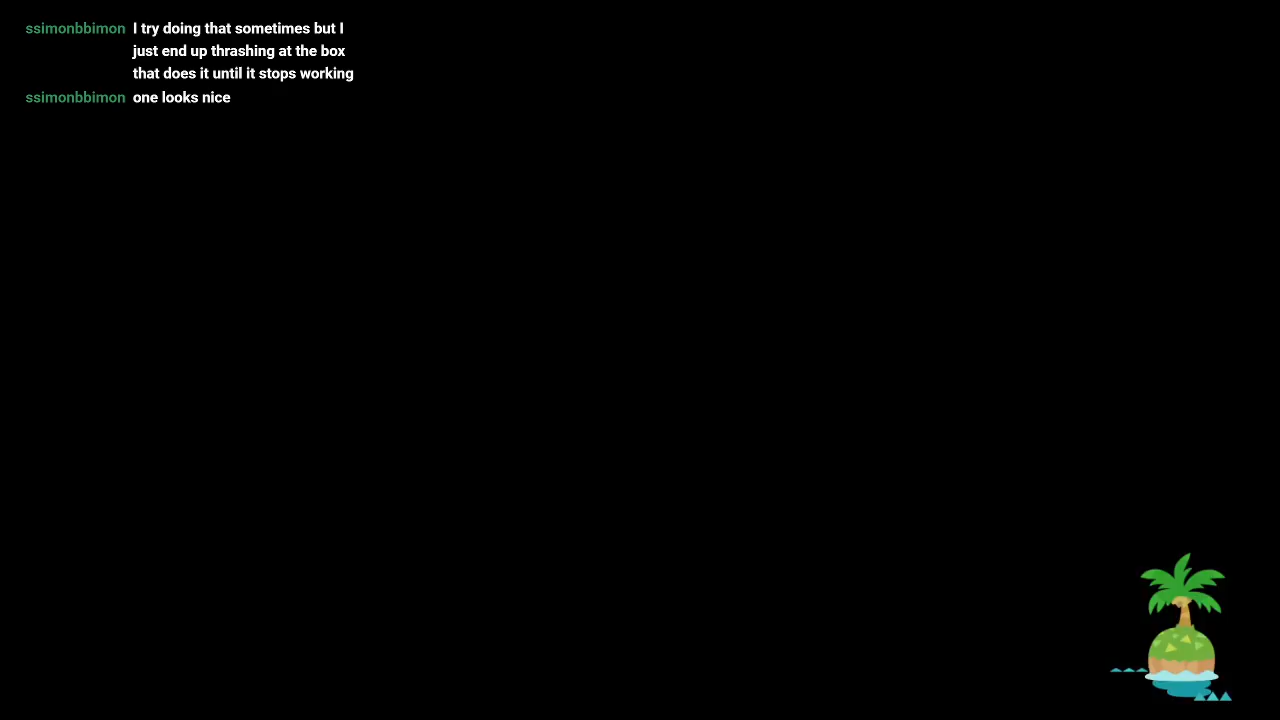 ssimonbbimon I try doing that sometimes but I
just end up thrashing at the box
that does it until it stops working
ssimonbbimon one looks nice